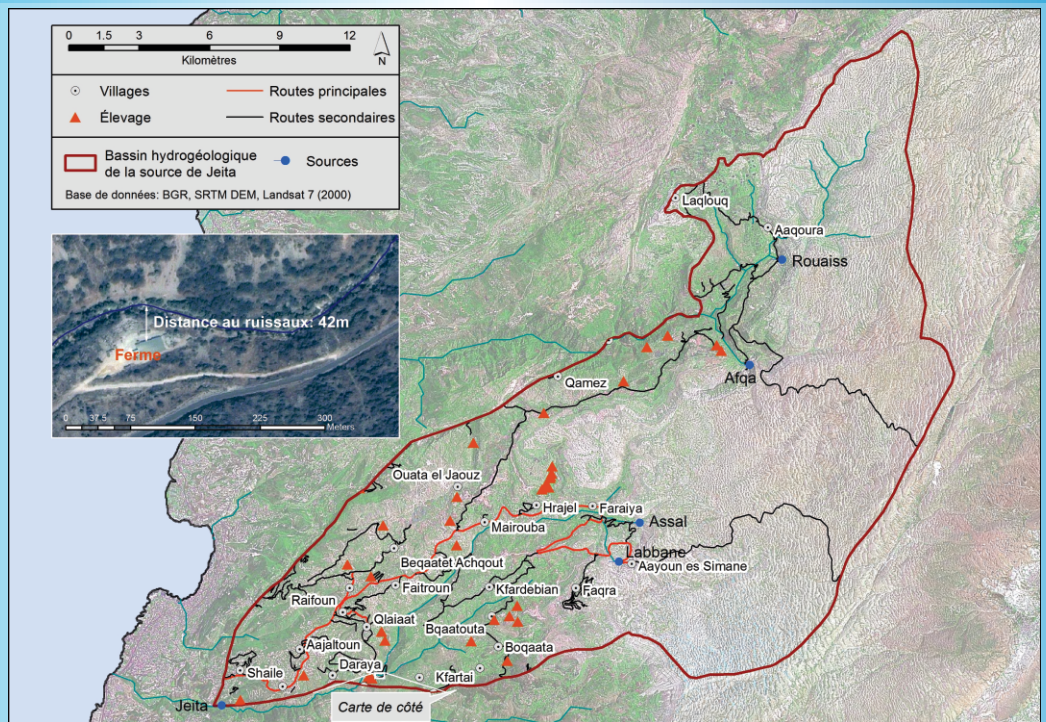 0 1.5 3 6 9 12
Kilomètres
N
Villages
Routes principales
Élevage
Routes secondaires
Bassin hydrogéologique
de la source de Jeita
Sources
Base de données: BGR, SRTM DEM, Landsat 7 (2000)
Distance au ruissaux: 42m
Ferme
0 37.5 75 150 225 300
Meters
Laqlouq
Aaqoura
Rouaiss
Afqa
Qamez
Ouata el Jaouz
Hrajel
Faraiya
Mairouba
Assal
Labbane
Beqaatet Achqout
Aayoun es Simane
Raifoun
Faitroun
Kfardebian
Faqra
Qlaiaat
Bqaatouta
Aajaltoun
Boqaata
Shaile
Daraya
Kfartai
Jeita
Carte de côté